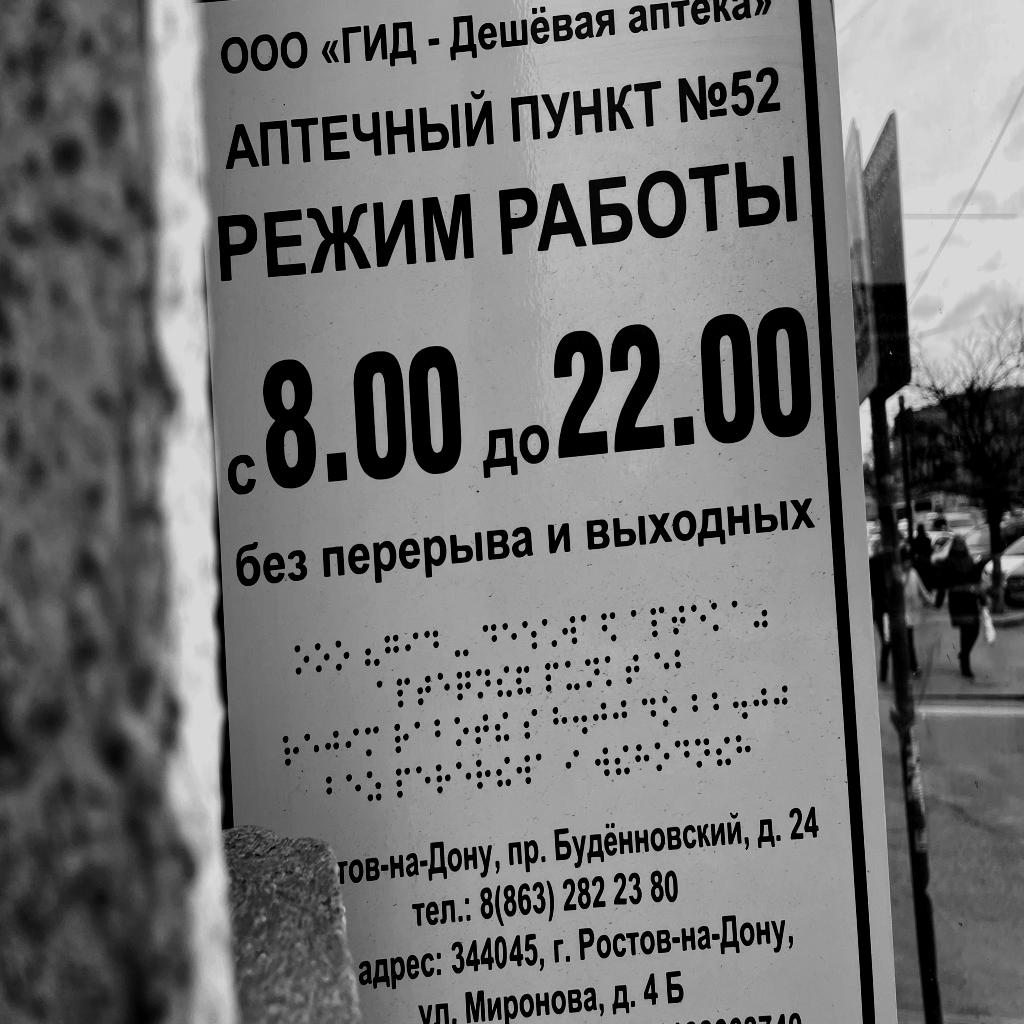 ООО «ГИД - Дешёвая аптека»
АПТЕЧНЫЙ ПУНКТ №52
РЕЖИМ РАБОТЫ
с 8.00 до 22.00
без перерыва и выходных
тов-на-Дону, пр. Будённовский, д. 24
тел.: 8(863) 282 23 80
адрес: 344045, г. Ростов-на-Дону,
ул. Миронова, д. 4 Б